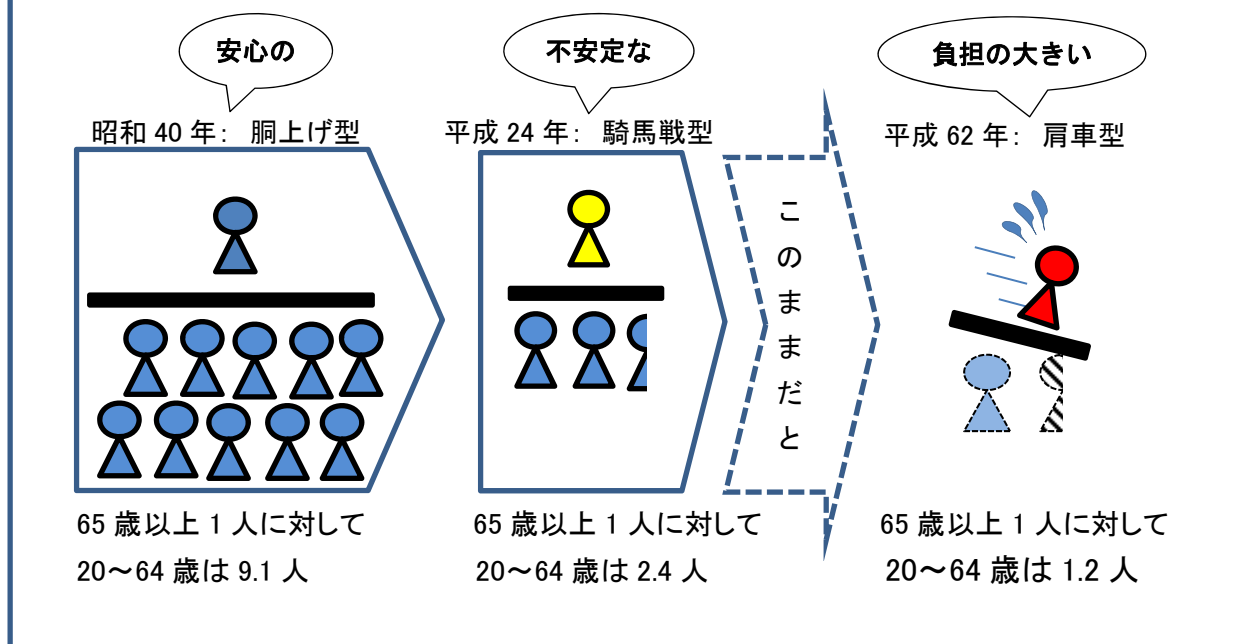 安心の
昭和 40 年： 胴上げ型
65 歳以上 1 人に対して
20～64 歳は 9.1 人
不安定な
平成 24 年： 騎馬戦型
65 歳以上 1 人に対して
20～64 歳は 2.4 人
このままだと
負担の大きい
平成 62 年： 肩車型
65 歳以上 1 人に対して
20～64 歳は 1.2 人